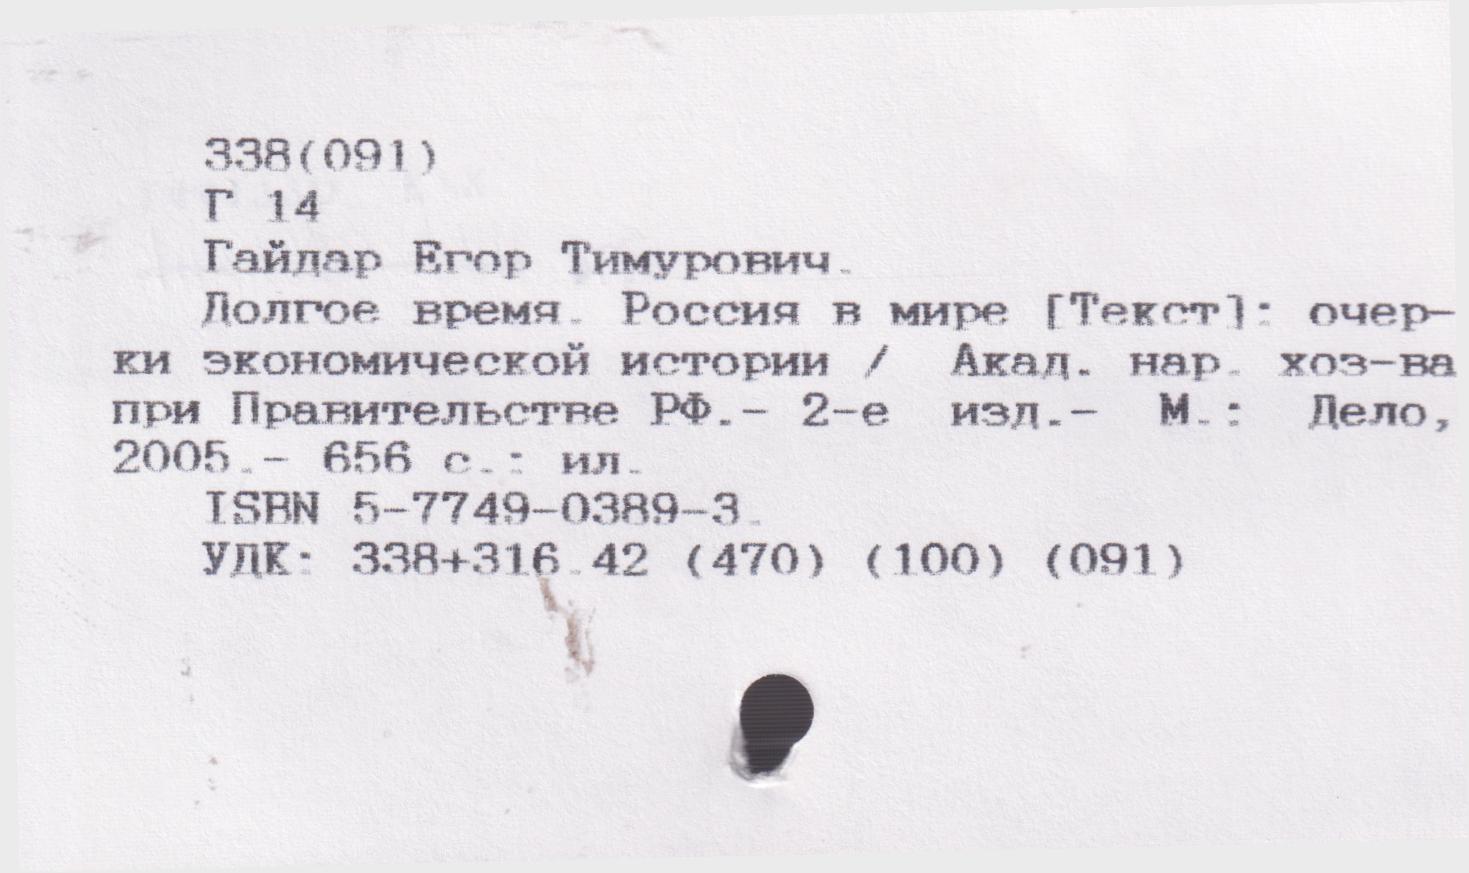 338(091)
Г 14
Гайдар Егор Тимурович.
Долгое время. Россия в мире [Текст]: очер-
ки экономической истории / Акад. нар. хоз-ва
при Правительстве РФ.- 2-е изд.- М.: Дело,
2005.- 656 с.: ил.
ISBN 5-7749-0389-3.
УДК: 338+316.42 (470) (100) (091)